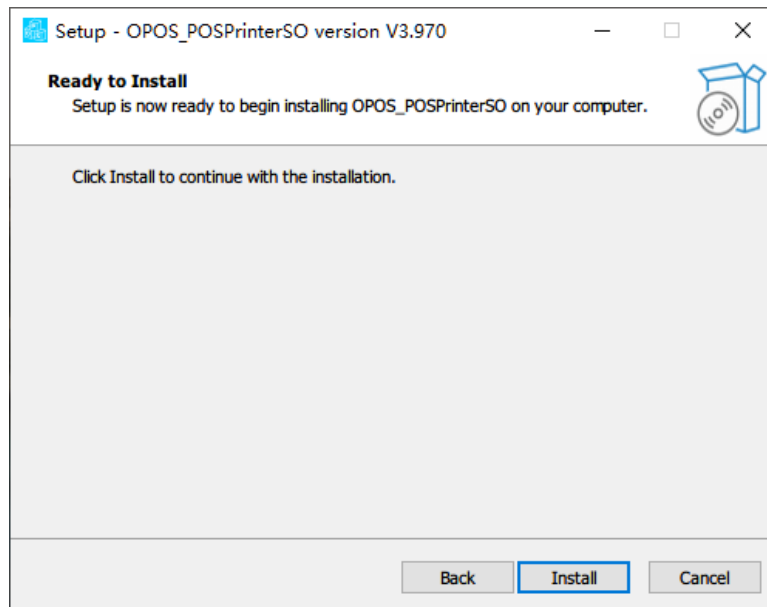 Setup - OPOS_POSPrinterSO version V3.970
Ready to Install
Setup is now ready to begin installing OPOS_POSPrinterSO on your computer.
Click Install to continue with the installation.
Back
Install
Cancel